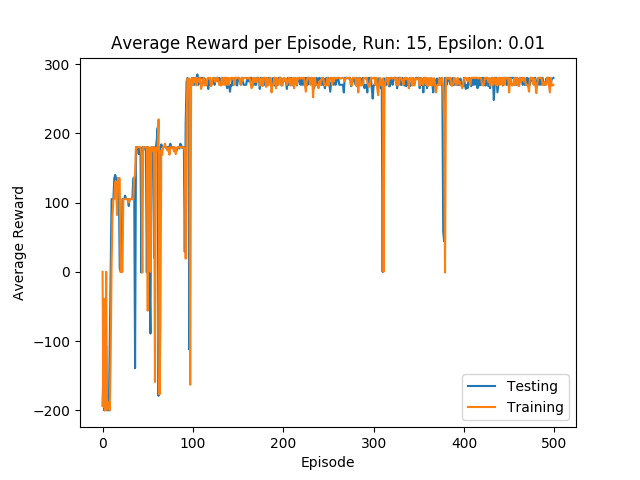 Average Reward per Episode, Run: 15, Epsilon: 0.01
Average Reward
300
200
100
0
−100
−200
0
100
200
300
400
500
Episode
Testing
Training